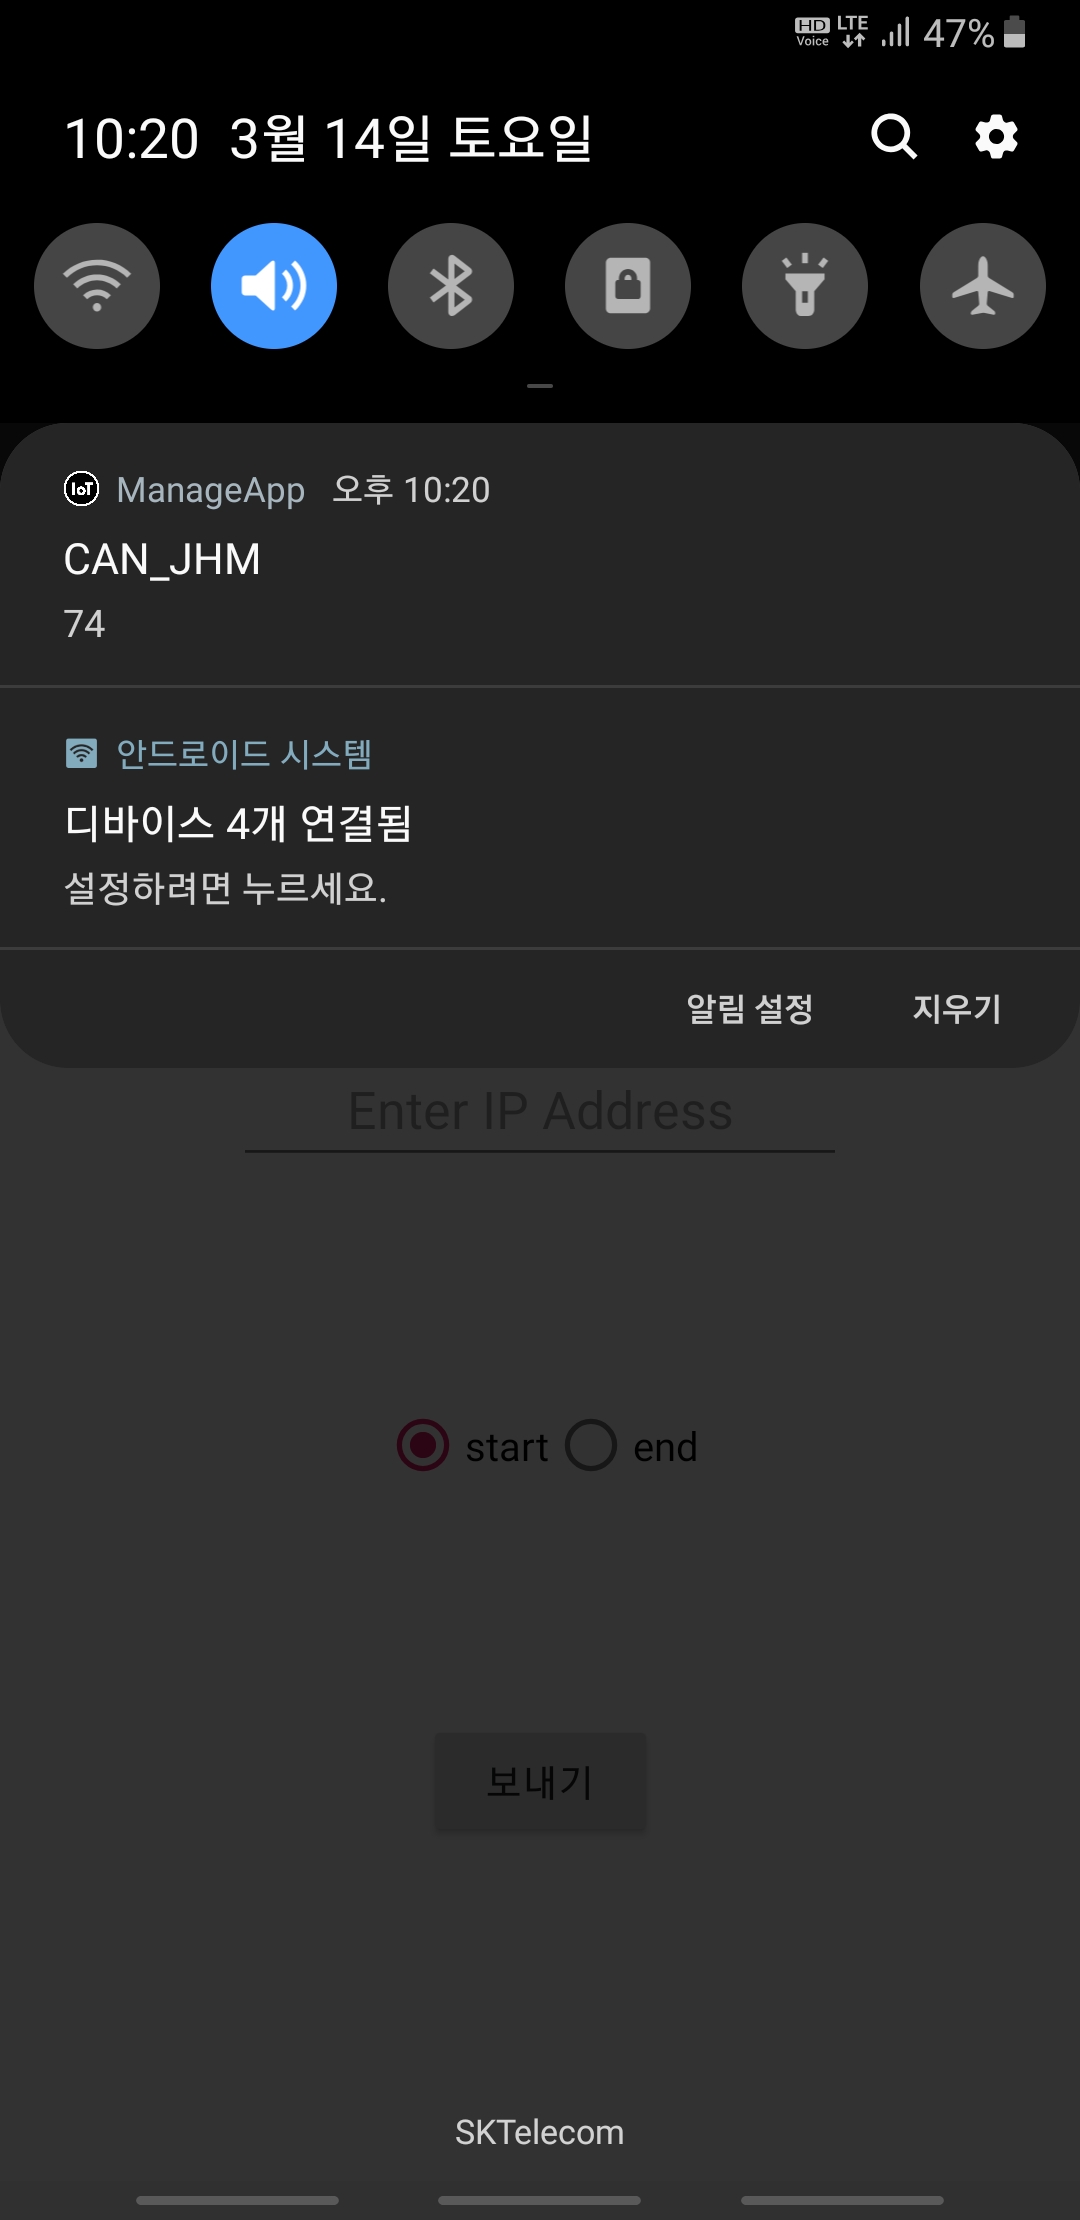 HD Voice LTE 47%
10:20 3월 14일 토요일
IoT ManageApp 오후 10:20
CAN_JHM
74
안드로이드 시스템
디바이스 4개 연결됨
설정하려면 누르세요.
알림 설정 지우기
Enter IP Address
start end
보내기
SKTelecom